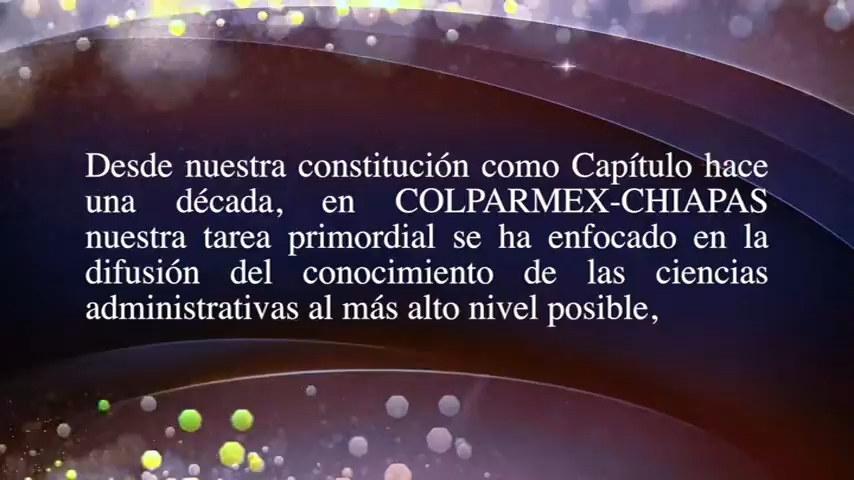 Desde nuestra constitución como Capítulo hace
una década, en COLPARMEX-CHIAPAS
nuestra tarea primordial se ha enfocado en la
difusión del conocimiento de las ciencias
administrativas al más alto nivel posible,